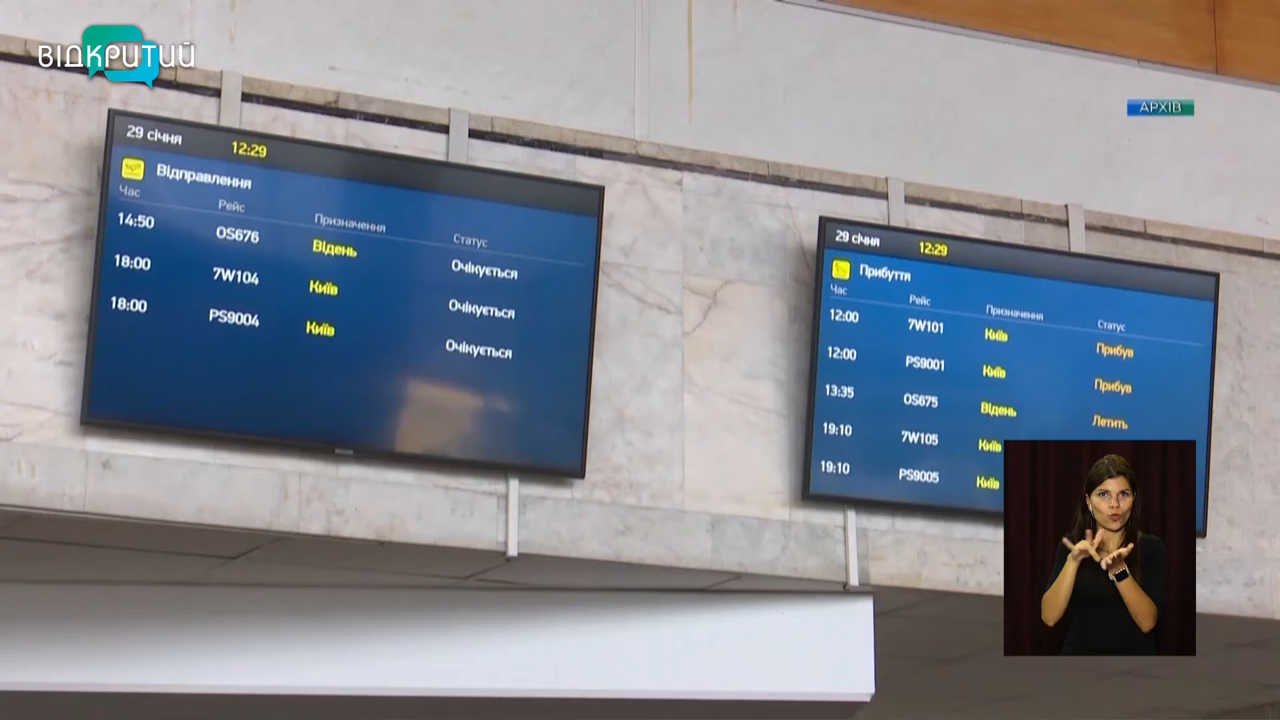 ВІДКРИТИЙ
АРХІВ
29 січня 12:29
Відправлення
Час Рейс Призначення Статус
14:50 OS676 Відень Очікується
18:00 7W104 Київ Очікується
18:00 PS9004 Київ Очікується
29 січня 12:29
Прибуття
Час Рейс Призначення Статус
12:00 7W101 Київ Прибув
12:00 PS9001 Київ Прибув
13:35 OS675 Відень Летить
19:10 7W105 Київ
19:10 PS9005 Київ